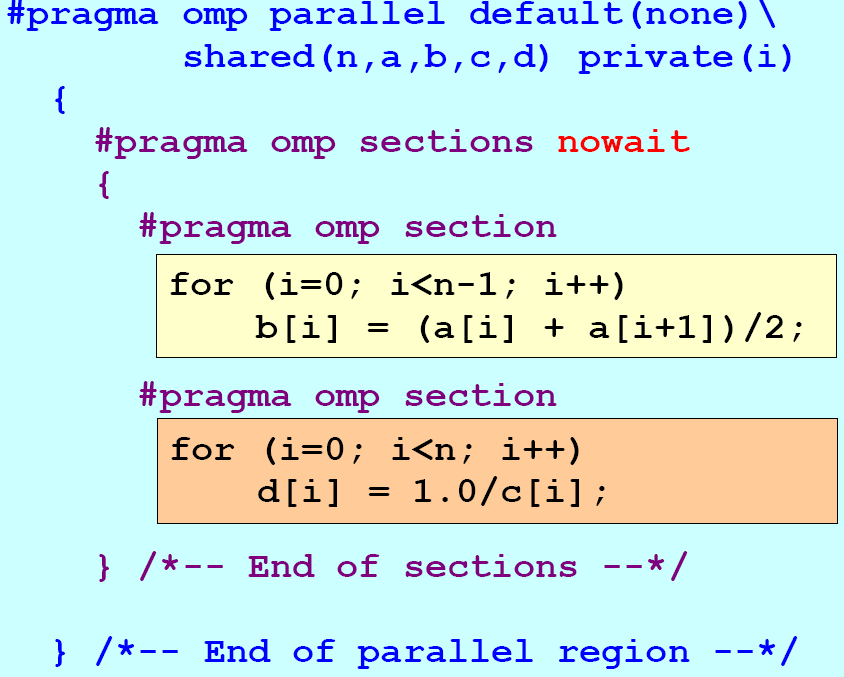 #pragma omp parallel default(none)\
shared(n,a,b,c,d) private(i)
{
#pragma omp sections nowait
{
#pragma omp section
for (i=0; i<n-1; i++)
b[i] = (a[i] + a[i+1])/2;
#pragma omp section
for (i=0; i<n; i++)
d[i] = 1.0/c[i];
} /*-- End of sections --*/
} /*-- End of parallel region --*/